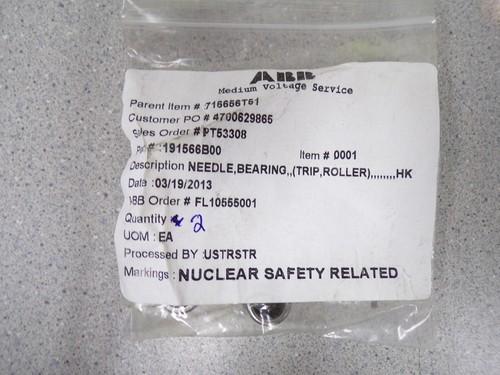 ABB
Medium Voltage Service
Parent Item # 716656T61
Customer PO # 4700629865
Sales Order # PT53308
:191566B00 Item # 0001
Description NEEDLE,BEARING,,(TRIP,ROLLER),,,,,,,,HK
Date :03/19/2013
ABB Order # FL10555001
Quantity 2
UOM : EA
Processed BY :USTRSTR
Markings : NUCLEAR SAFETY RELATED